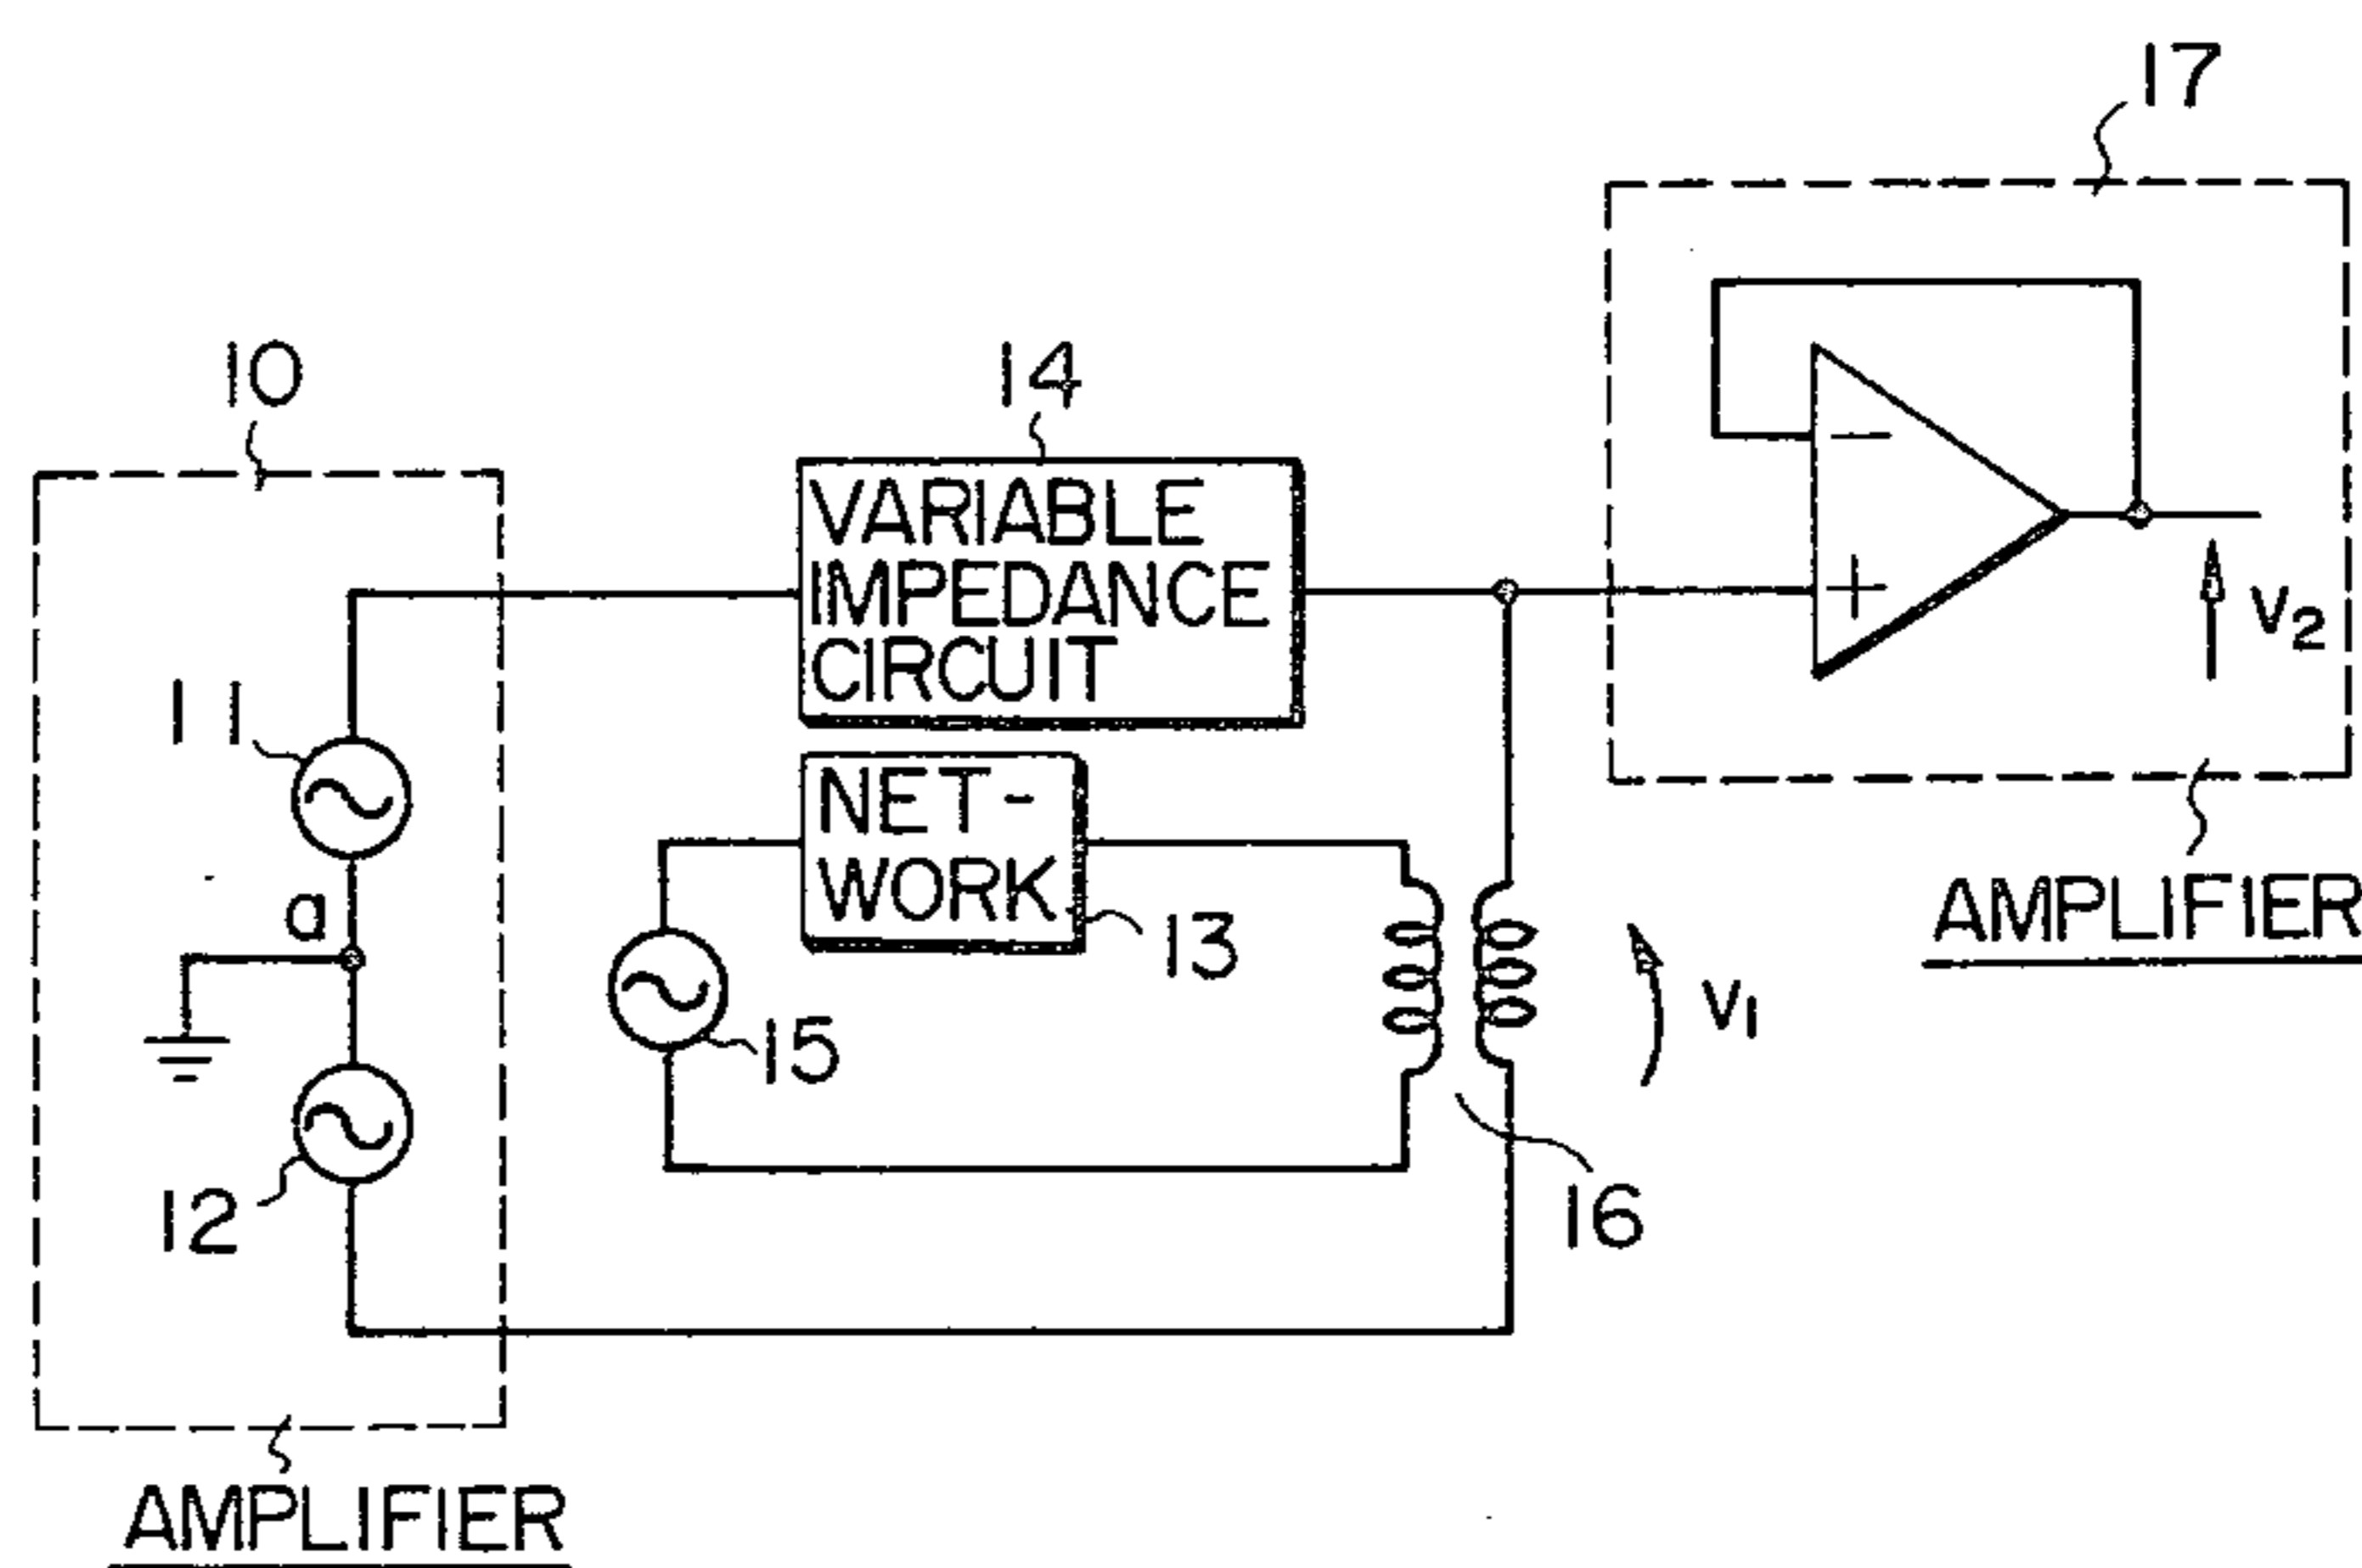 17
10
14
VARIABLE
IMPEDANCE
CIRCUIT
−
+
V2
11
NET-
WORK
a
13
AMPLIFIER
15
V1
12
16
AMPLIFIER